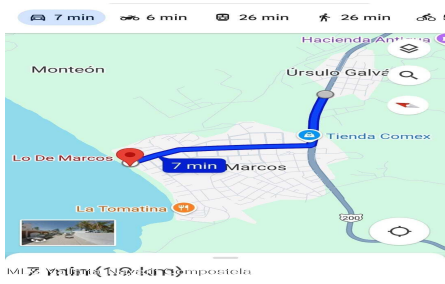 7 min 6 min 26 min 26 min
Hacienda Antigua
Monteón
Úrsulo Galvá
Tienda Comex
Lo De Marcos
7 min
Marcos
La Tomatina
200